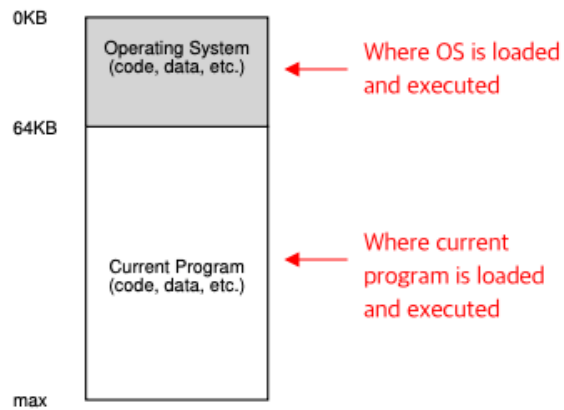 0KB
Operating System
(code, data, etc.)
Where OS is loaded
and executed
64KB
Current Program
(code, data, etc.)
Where current
program is loaded
and executed
max